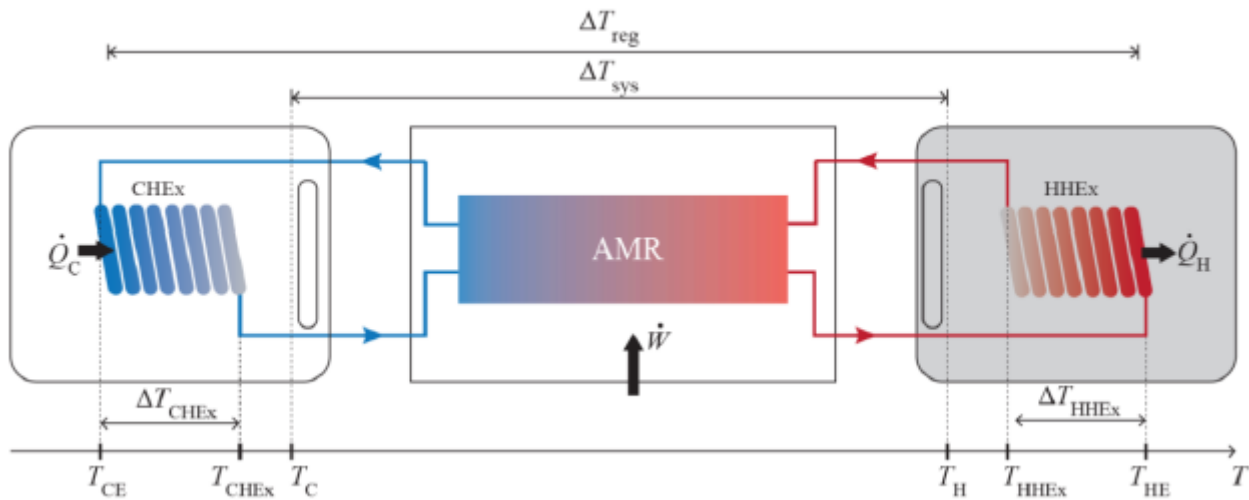 ΔT_reg
ΔT_sys
CHEx
HHEx
Q̇_C
AMR
Q̇_H
Ẇ
ΔT_CHEx
ΔT_HHEx
T_CE T_CHEx T_C T_H T_HHEx T_HE T